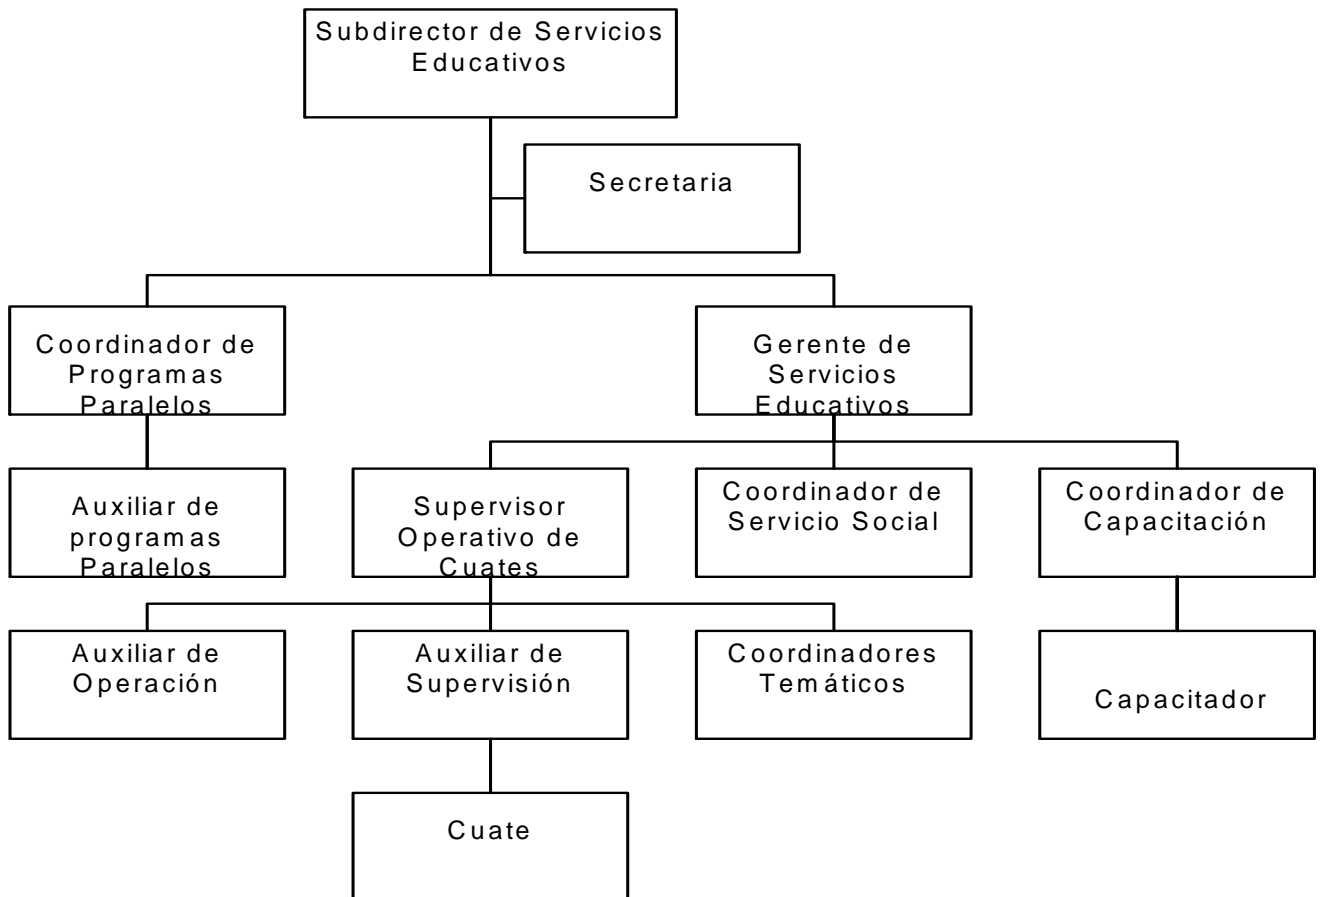 Subdirector de Servicios
Educativos
Secretaria
Coordinador de
Programas
Paralelos
Gerente de
Servicios
Educativos
Auxiliar de
programas
Paralelos
Supervisor
Operativo de
Cuates
Coordinador de
Servicio Social
Coordinador de
Capacitación
Auxiliar de
Operación
Auxiliar de
Supervisión
Coordinadores
Temáticos
Capacitador
Cuate